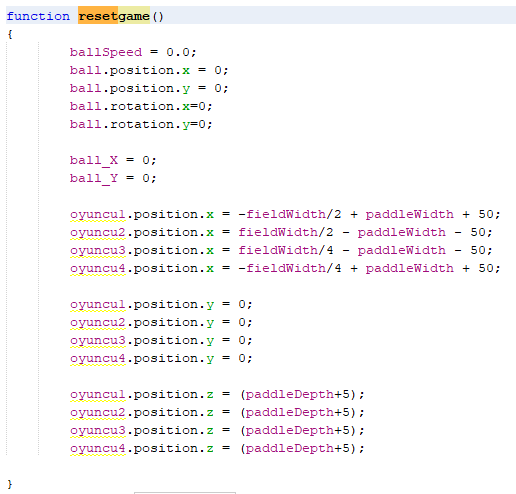 function resetgame()
{
ballSpeed = 0.0;
ball.position.x = 0;
ball.position.y = 0;
ball.rotation.x=0;
ball.rotation.y=0;
ball_X = 0;
ball_Y = 0;
oyuncu1.position.x = -fieldWidth/2 + paddleWidth + 50;
oyuncu2.position.x = fieldWidth/2 - paddleWidth - 50;
oyuncu3.position.x = fieldWidth/4 - paddleWidth - 50;
oyuncu4.position.x = -fieldWidth/4 + paddleWidth + 50;
oyuncu1.position.y = 0;
oyuncu2.position.y = 0;
oyuncu3.position.y = 0;
oyuncu4.position.y = 0;
oyuncu1.position.z = (paddleDepth+5);
oyuncu2.position.z = (paddleDepth+5);
oyuncu3.position.z = (paddleDepth+5);
oyuncu4.position.z = (paddleDepth+5);
}